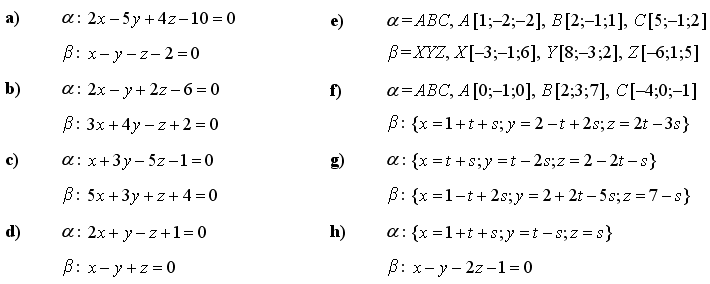 a) α: 2x – 5y + 4z – 10 = 0
β: x – y – z – 2 = 0
b) α: 2x – y + 2z – 6 = 0
β: 3x + 4y – z + 2 = 0
c) α: x + 3y – 5z – 1 = 0
β: 5x + 3y + z + 4 = 0
d) α: 2x + y – z + 1 = 0
β: x – y + z = 0
e) α = ABC, A[1;–2;–2], B[2;–1;1], C[5;–1;2]
β = XYZ, X[–3;–1;6], Y[8;–3;2], Z[–6;1;5]
f) α = ABC, A[0;–1;0], B[2;3;7], C[–4;0;–1]
β: {x = 1 + t + s; y = 2 – t + 2s; z = 2t – 3s}
g) α: {x = t + s; y = t – 2s; z = 2 – 2t – s}
β: {x = 1 – t + 2s; y = 2 + 2t – 5s; z = 7 – s}
h) α: {x = 1 + t + s; y = t – s; z = s}
β: x – y – 2z – 1 = 0